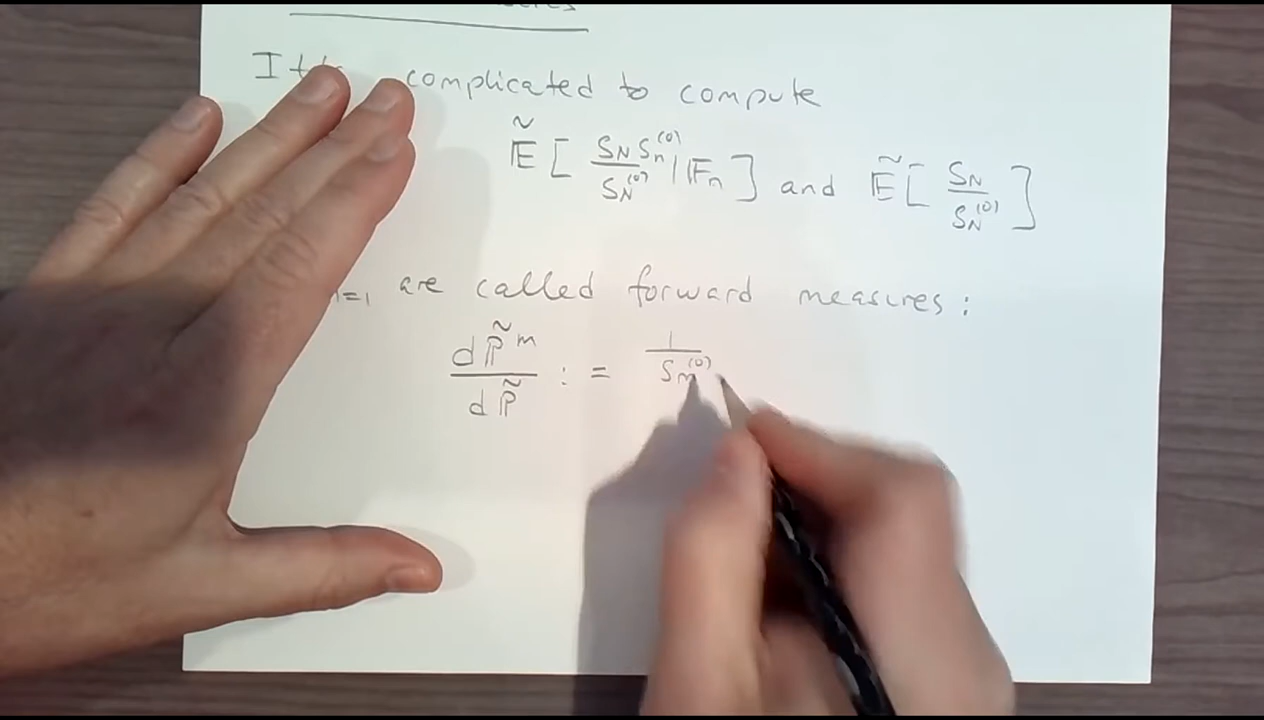 complicated to compute
Ẽ[ S_N S_n^(0) / S_N^(0) | F_n ] and Ẽ[ S_N / S_N^(0) ]
=1 are called forward measures:
dP̃^m / dP̃ := 1 / S_m^(0)